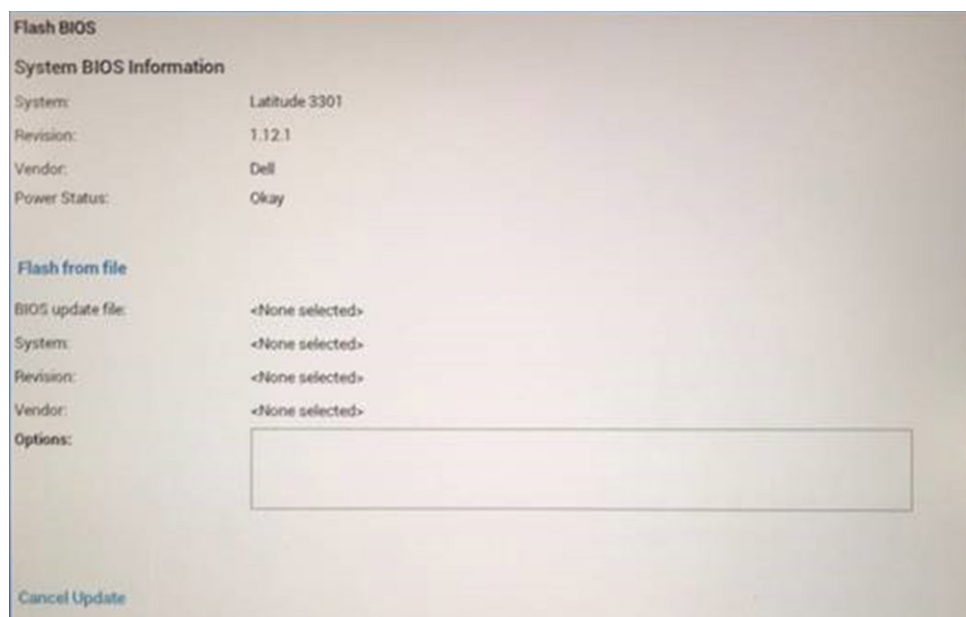 Flash BIOS
System BIOS Information
System: Latitude 3301
Revision: 1.12.1
Vendor: Dell
Power Status: Okay
Flash from file
BIOS update file: <None selected>
System: <None selected>
Revision: <None selected>
Vendor: <None selected>
Options:
Cancel Update